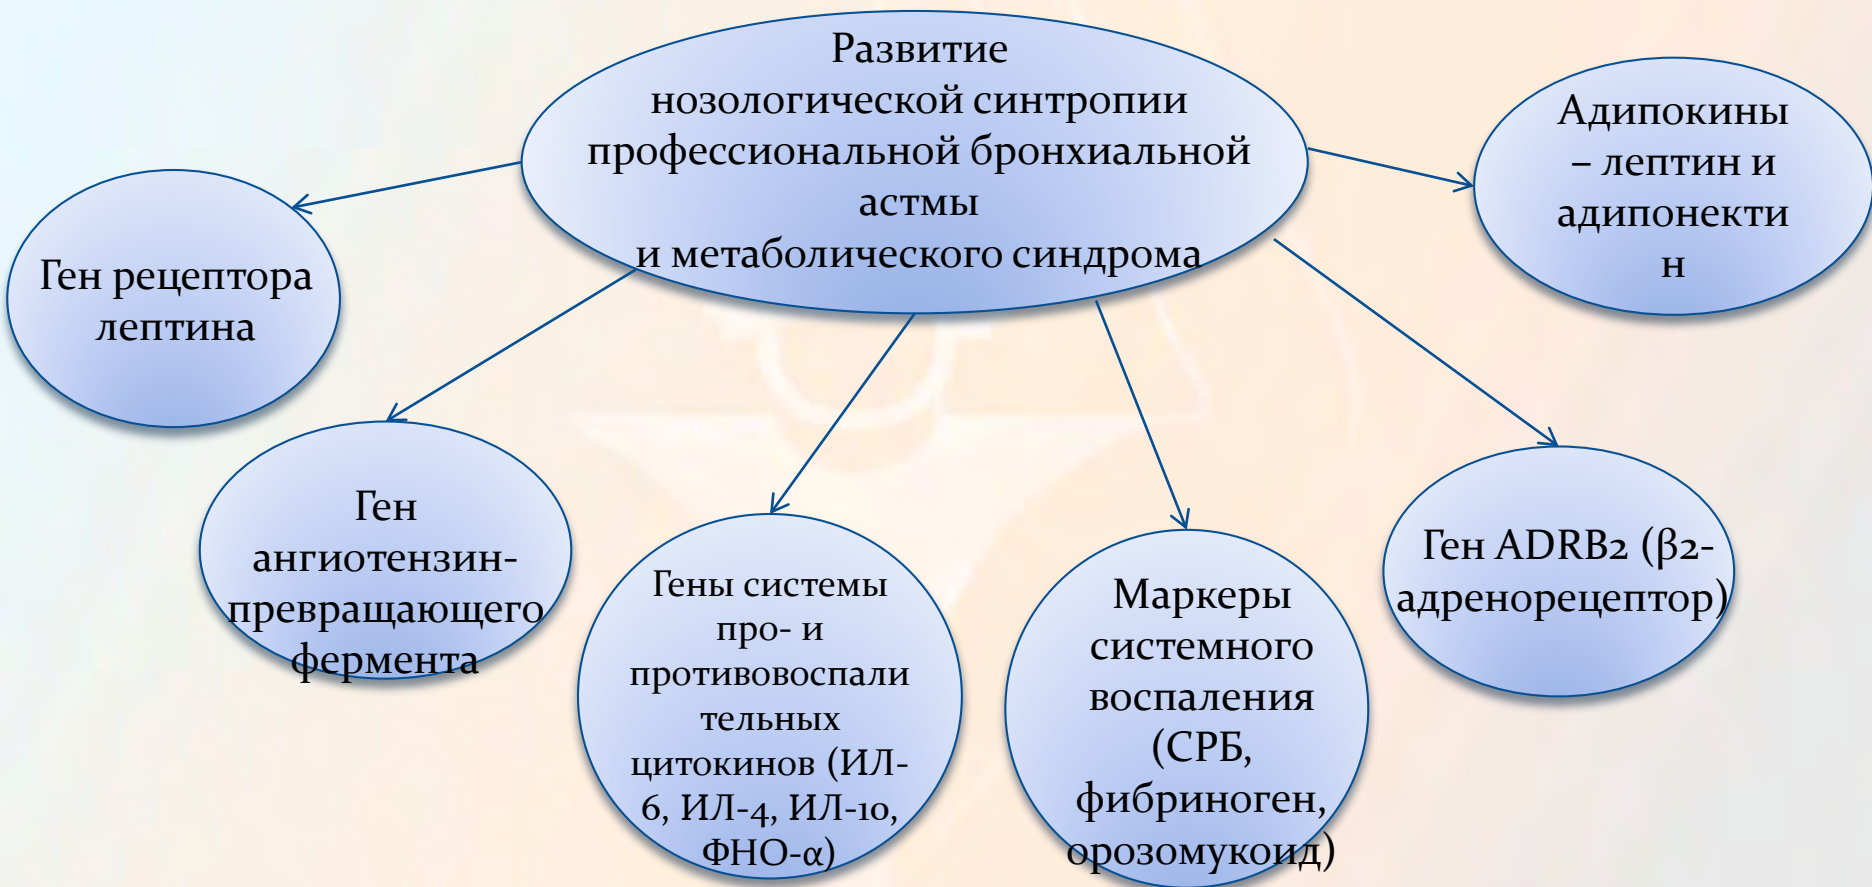 Развитие
нозологической синтропии
профессиональной бронхиальной
астмы
и метаболического синдрома
Адипокины
– лептин и
адипонекти
н
Ген рецептора
лептина
Ген
ангиотензин-
превращающего
фермента
Гены системы
про- и
противовоспали
тельных
цитокинов (ИЛ-
6, ИЛ-4, ИЛ-10,
ФНО-α)
Маркеры
системного
воспаления
(СРБ,
фибриноген,
орозомукоид)
Ген ADRB2 (β2-
адренорецептор)